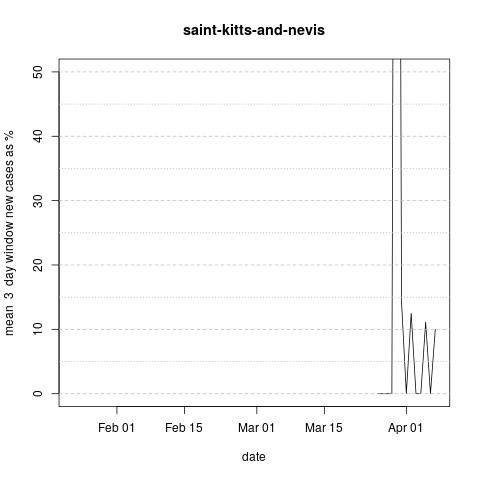 saint-kitts-and-nevis
mean 3 day window new cases as %
50
40
30
20
10
0
Feb 01 Feb 15 Mar 01 Mar 15 Apr 01
date